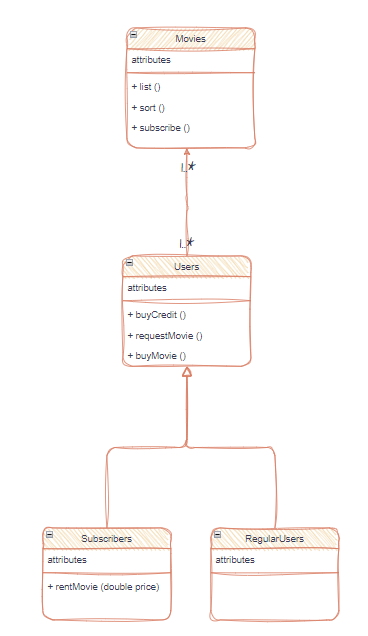 Movies
attributes
+ list ()
+ sort ()
+ subscribe ()
1..*
1..*
Users
attributes
+ buyCredit ()
+ requestMovie ()
+ buyMovie ()
Subscribers
attributes
+ rentMovie (double price)
RegularUsers
attributes